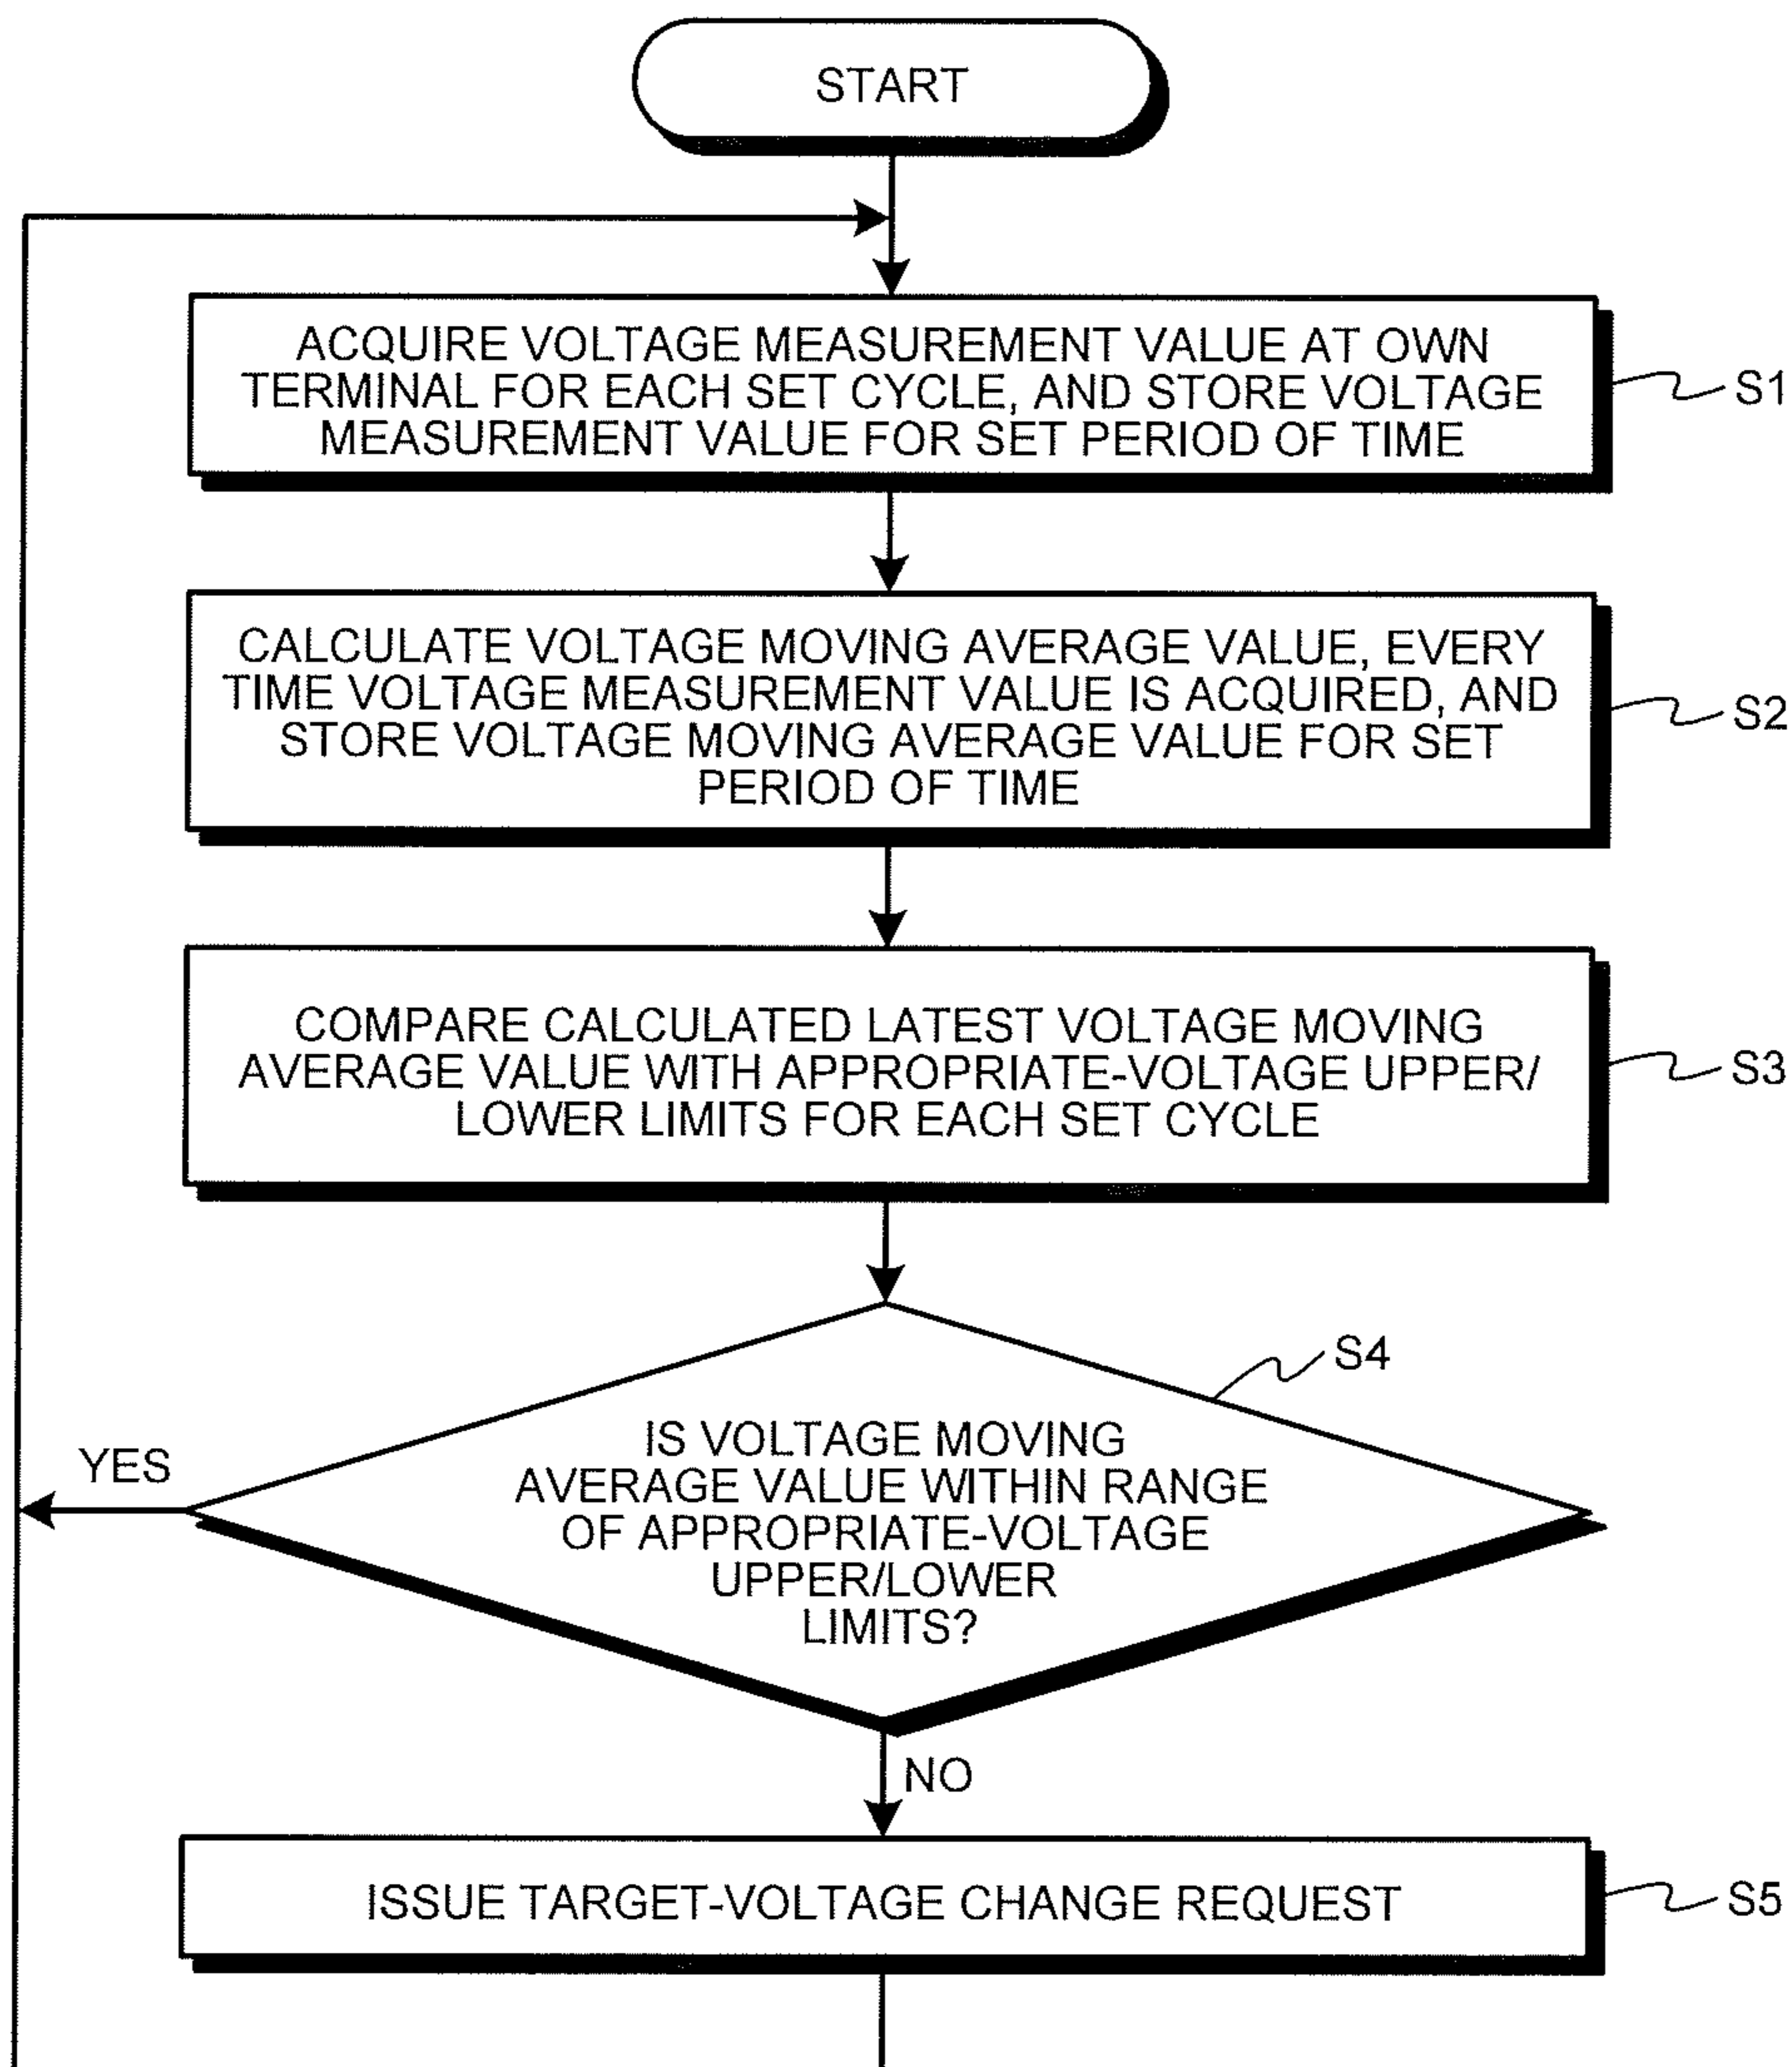 START
ACQUIRE VOLTAGE MEASUREMENT VALUE AT OWN
TERMINAL FOR EACH SET CYCLE, AND STORE VOLTAGE
MEASUREMENT VALUE FOR SET PERIOD OF TIME
S1
CALCULATE VOLTAGE MOVING AVERAGE VALUE, EVERY
TIME VOLTAGE MEASUREMENT VALUE IS ACQUIRED, AND
STORE VOLTAGE MOVING AVERAGE VALUE FOR SET
PERIOD OF TIME
S2
COMPARE CALCULATED LATEST VOLTAGE MOVING
AVERAGE VALUE WITH APPROPRIATE-VOLTAGE UPPER/
LOWER LIMITS FOR EACH SET CYCLE
S3
S4
IS VOLTAGE MOVING
AVERAGE VALUE WITHIN RANGE
OF APPROPRIATE-VOLTAGE
UPPER/LOWER
LIMITS?
YES
NO
ISSUE TARGET-VOLTAGE CHANGE REQUEST
S5